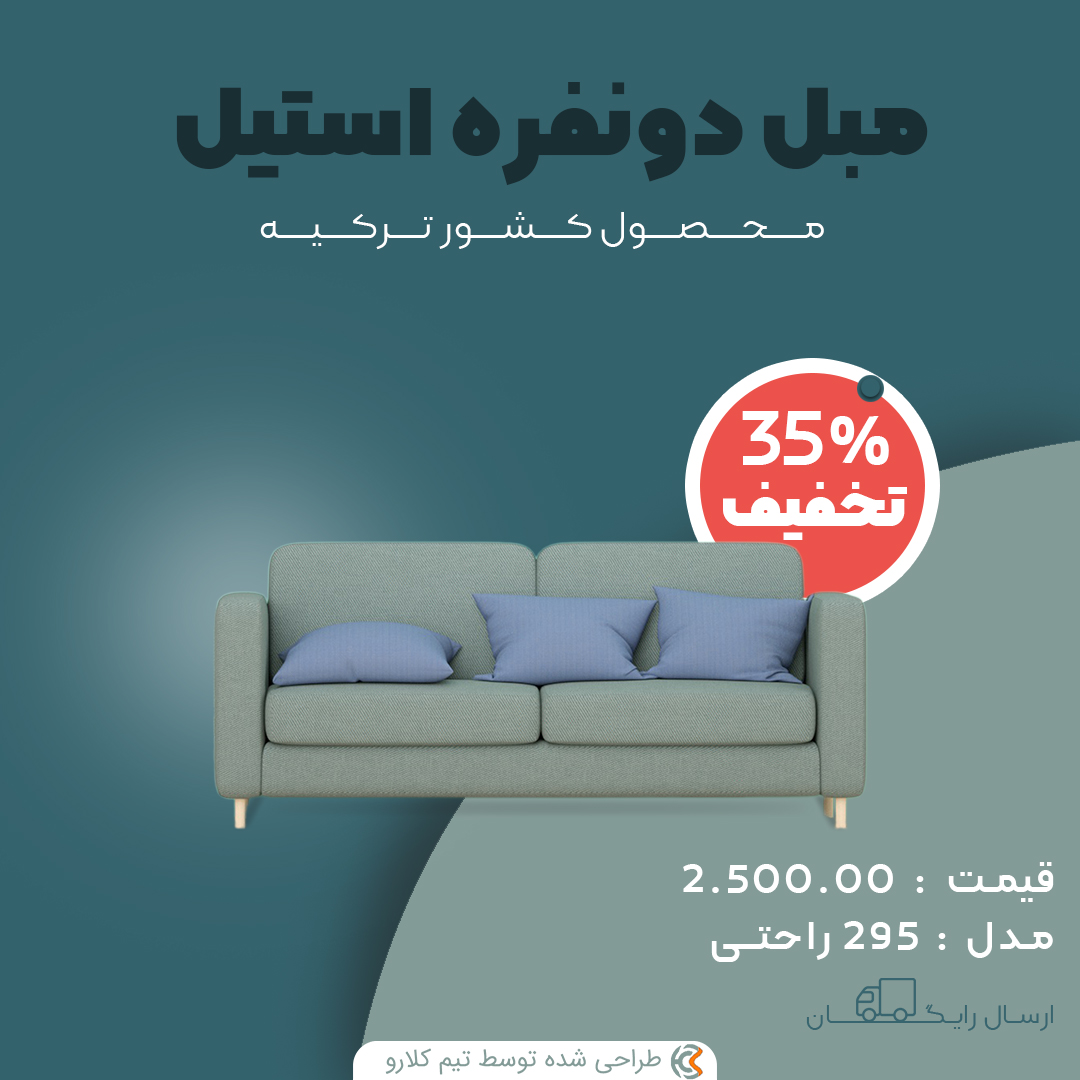 مبل دونفره استیل
محصول کشور ترکیه
35%
تخفیف
قیمت : 2.500.00
مدل : 295 راحتی
ارسال رایگان
طراحی شده توسط تیم کلارو